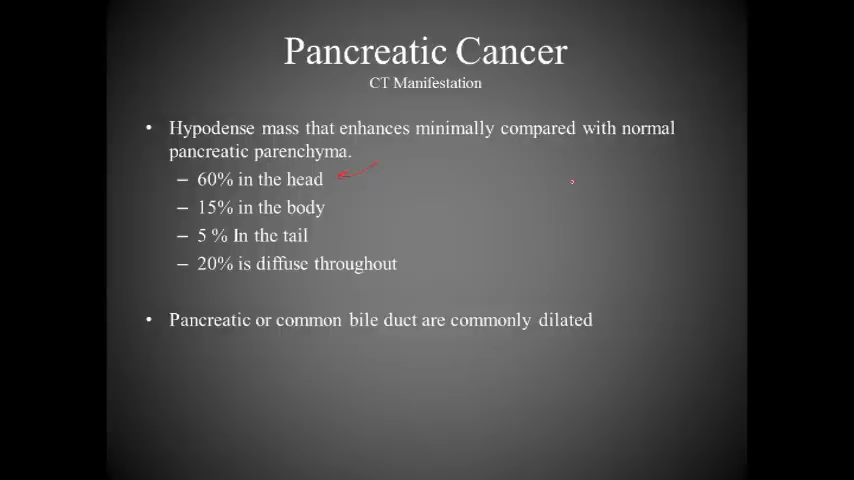 Pancreatic Cancer
CT Manifestation
• Hypodense mass that enhances minimally compared with normal
pancreatic parenchyma.
– 60% in the head
– 15% in the body
– 5 % In the tail
– 20% is diffuse throughout
• Pancreatic or common bile duct are commonly dilated